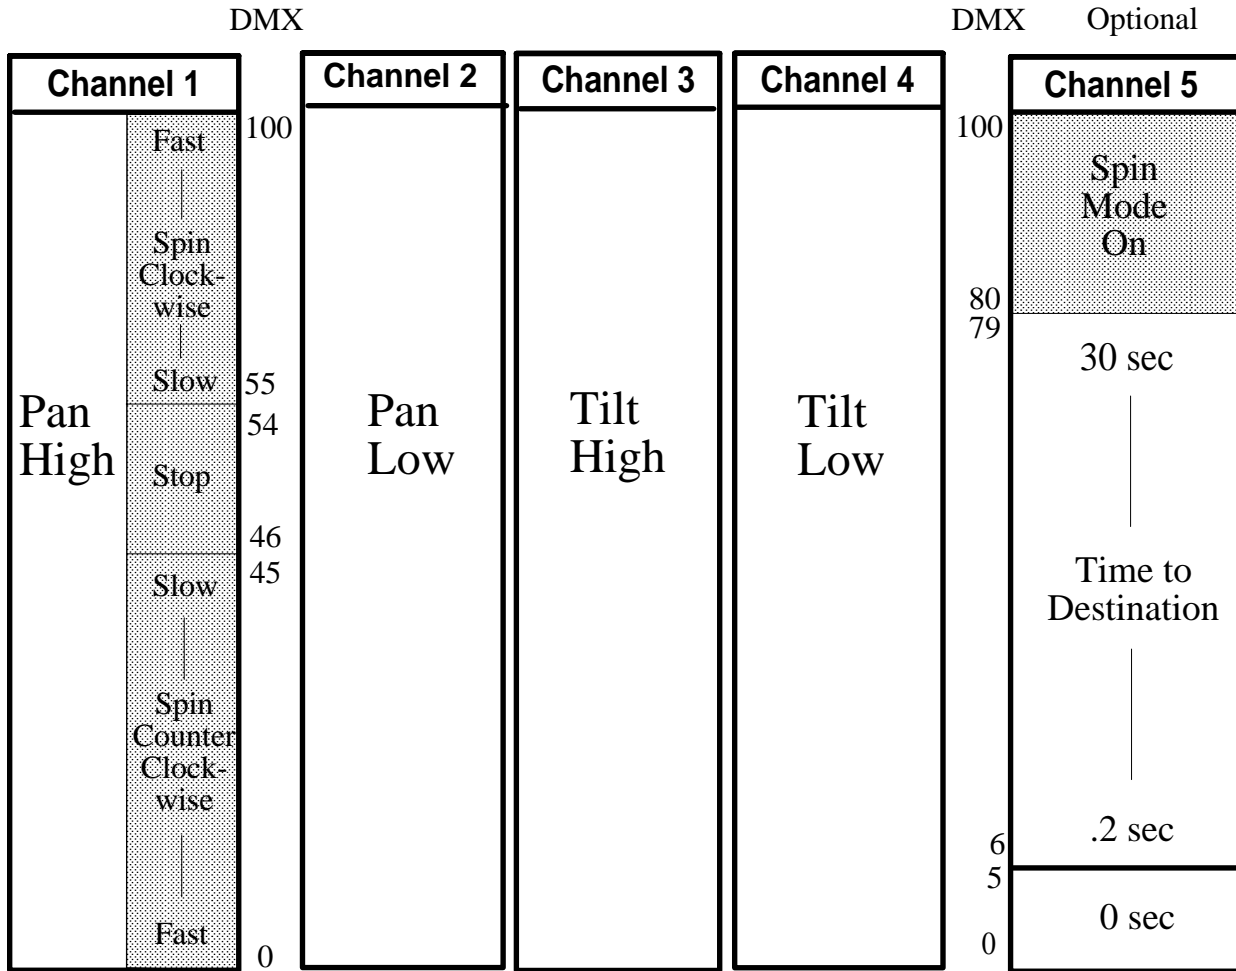 DMX
DMX
Optional
Channel 1
Channel 2
Channel 3
Channel 4
Channel 5
Pan
High
Fast
Spin
Clock-
wise
Slow
Stop
Slow
Spin
Counter
Clock-
wise
Fast
100
55
54
46
45
0
Pan
Low
Tilt
High
Tilt
Low
100
80
79
6
5
0
Spin
Mode
On
30 sec
Time to
Destination
.2 sec
0 sec